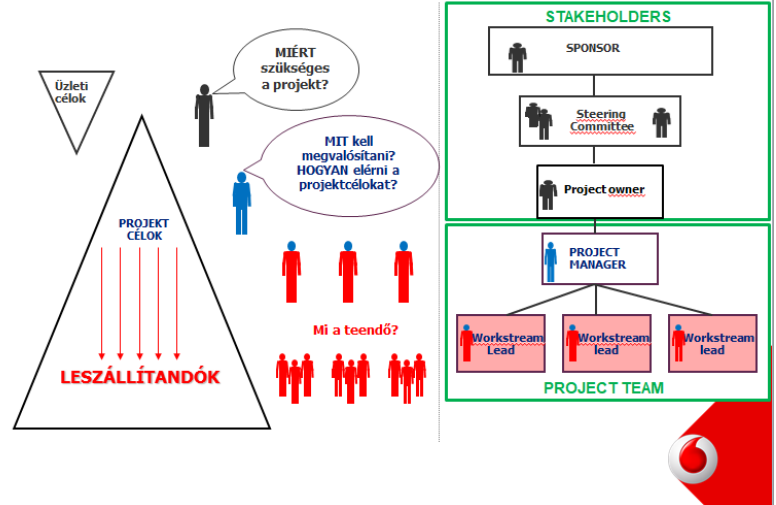 Üzleti
célok
MIÉRT
szükséges
a projekt?
MIT kell
megvalósítani?
HOGYAN elérni a
projektcélokat?
PROJEKT
CÉLOK
Mi a teendő?
LESZÁLLÍTANDÓK
STAKEHOLDERS
SPONSOR
Steering
Committee
Project owner
PROJECT
MANAGER
Workstream
Lead
Workstream
lead
Workstream
lead
PROJECT TEAM